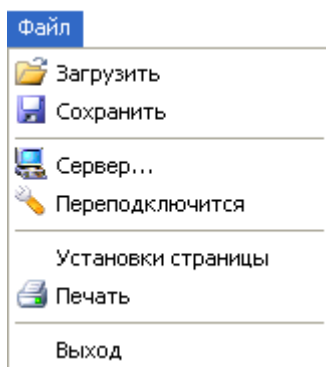 Файл
Загрузить
Сохранить
Сервер...
Переподключится
Установки страницы
Печать
Выход